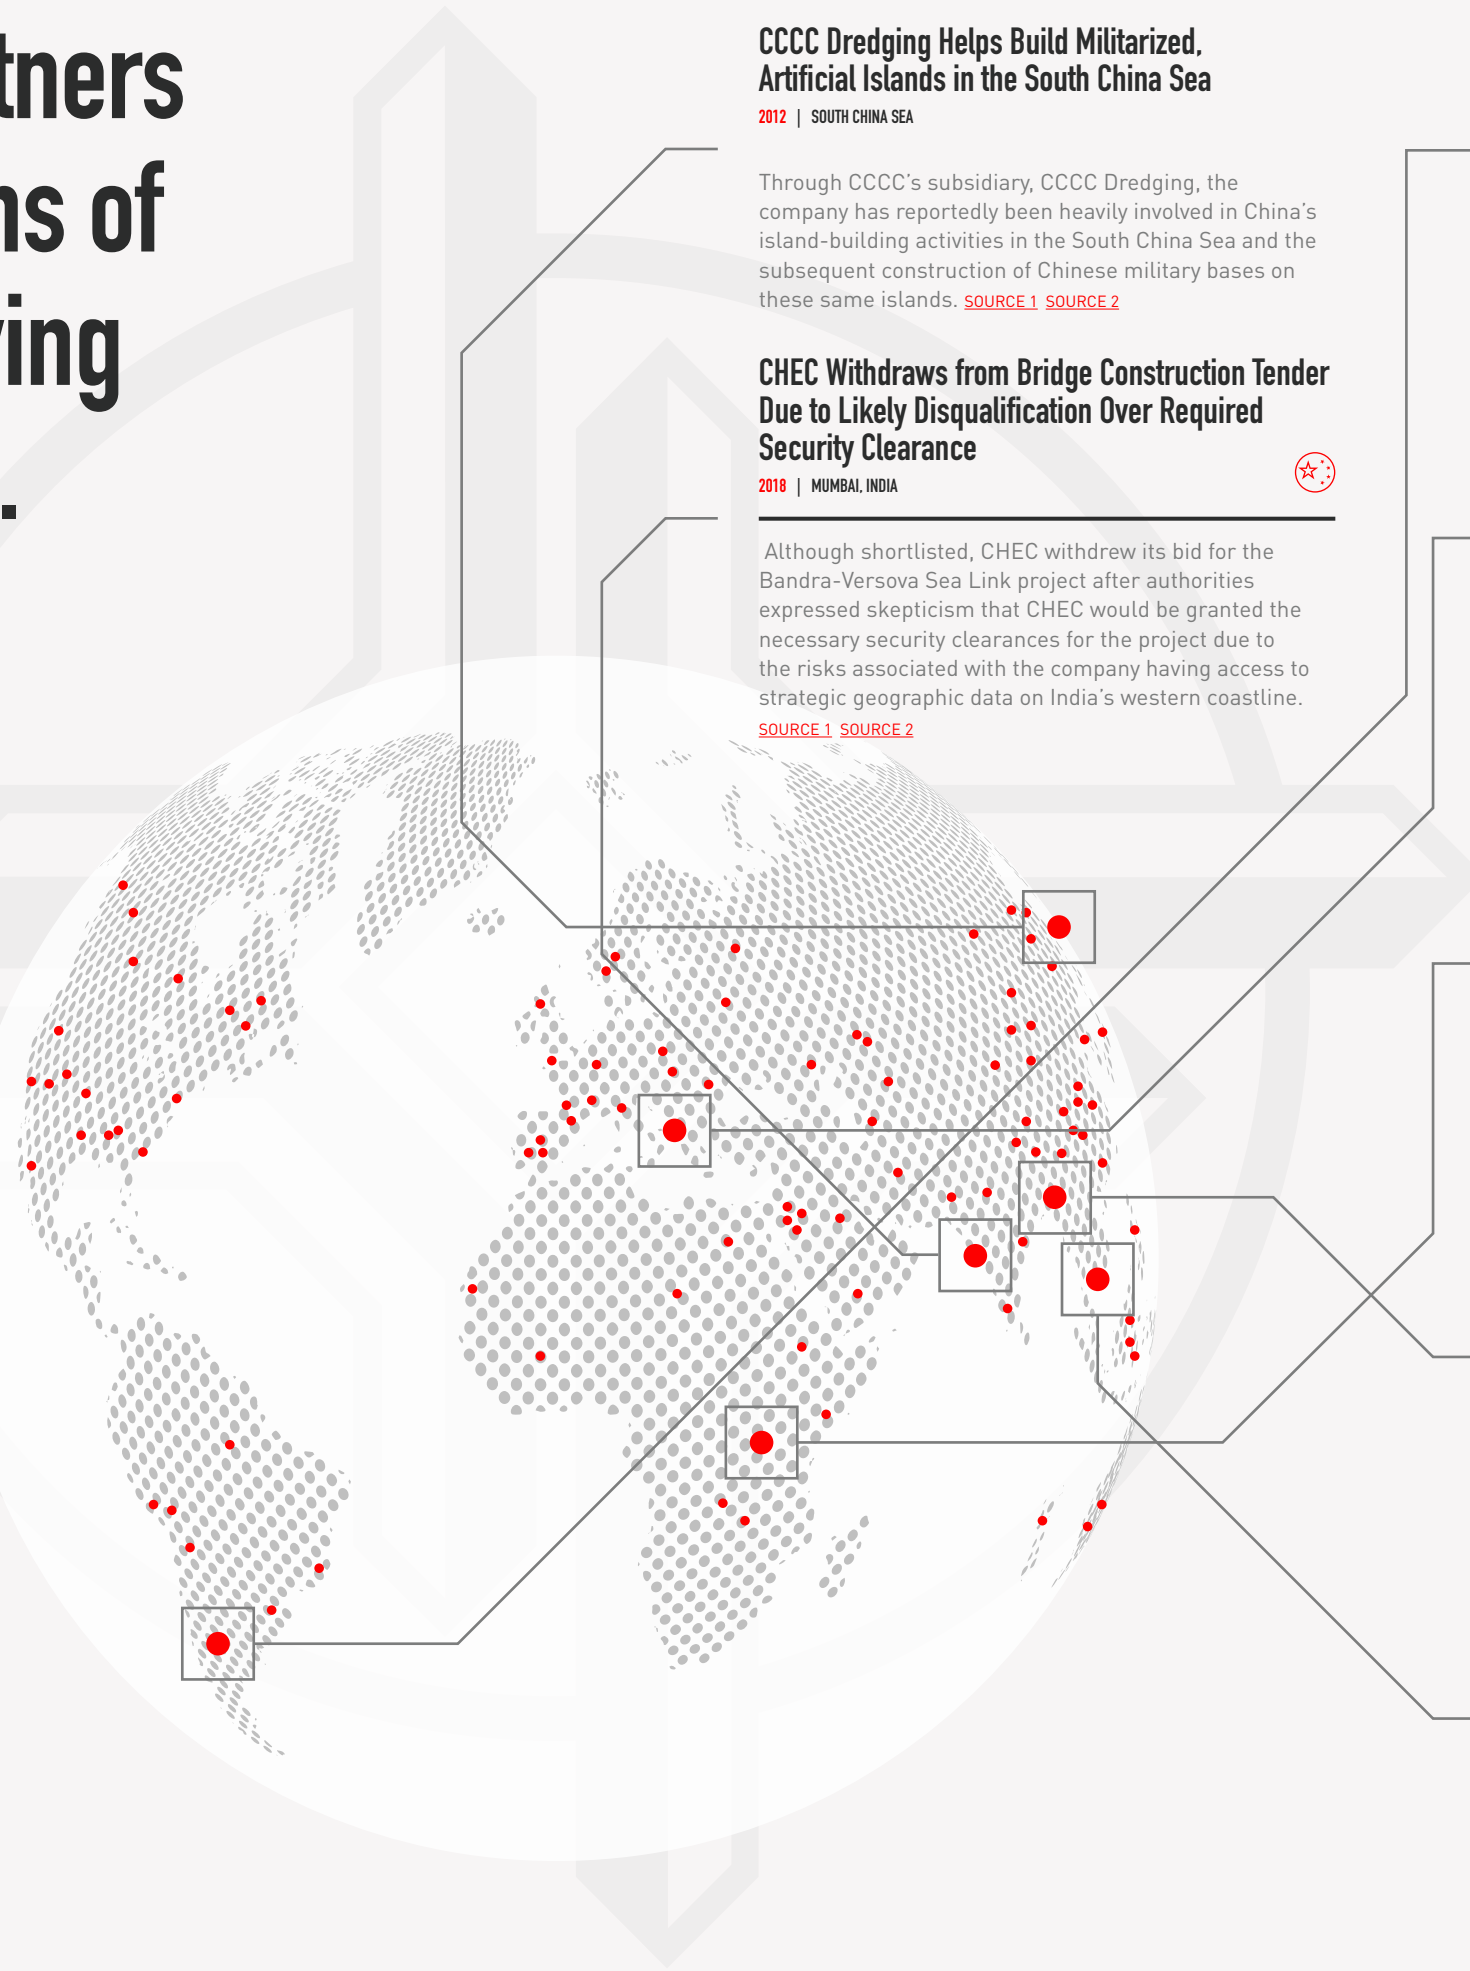 tners
ns of
ing
.
CCCC Dredging Helps Build Militarized,
Artificial Islands in the South China Sea
2012 | SOUTH CHINA SEA
Through CCCC’s subsidiary, CCCC Dredging, the
company has reportedly been heavily involved in China’s
island-building activities in the South China Sea and the
subsequent construction of Chinese military bases on
these same islands. SOURCE 1 SOURCE 2
CHEC Withdraws from Bridge Construction Tender
Due to Likely Disqualification Over Required
Security Clearance
2018 | MUMBAI, INDIA
Although shortlisted, CHEC withdrew its bid for the
Bandra-Versova Sea Link project after authorities
expressed skepticism that CHEC would be granted the
necessary security clearances for the project due to
the risks associated with the company having access to
strategic geographic data on India’s western coastline.
SOURCE 1 SOURCE 2